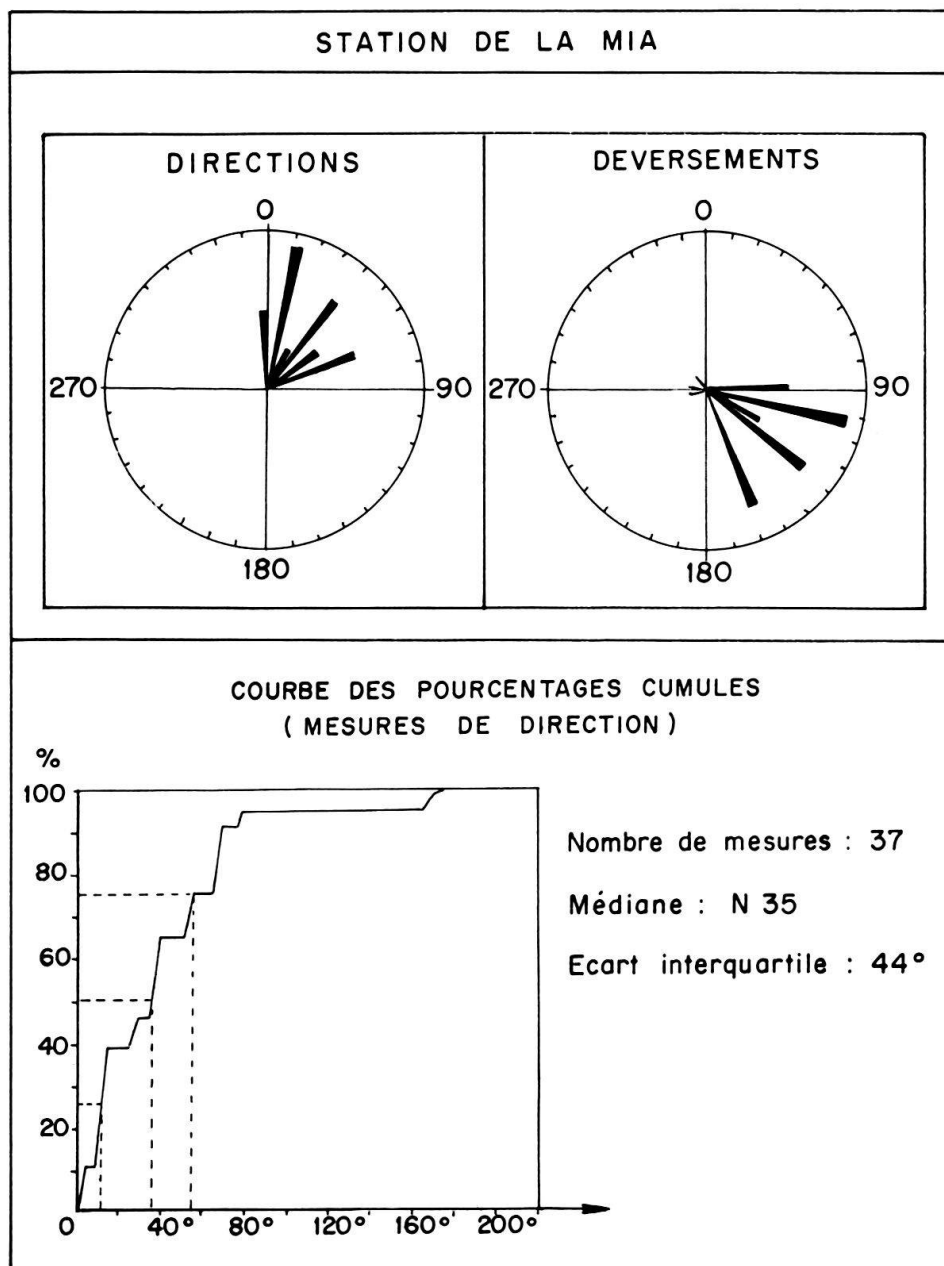 STATION DE LA MIA
DIRECTIONS
0
270
90
180
DEVERSEMENTS
0
270
90
180
COURBE DES POURCENTAGES CUMULES
( MESURES DE DIRECTION )
%
100
80
60
40
20
0
40°
80°
120°
160°
200°
Nombre de mesures : 37
Médiane : N 35
Ecart interquartile : 44°